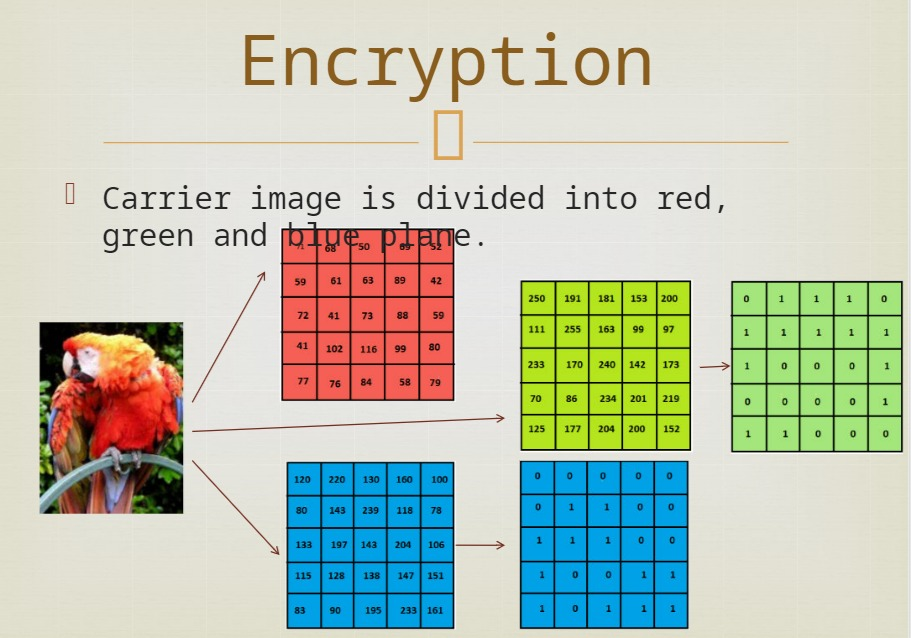 Encryption
Carrier image is divided into red,
green and blue plane.
71 68 50 89 52
59 61 63 89 42
72 41 73 88 59
41 102 116 99 80
77 76 84 58 79
250 191 181 153 200
111 255 163 99 97
233 170 240 142 173
70 86 234 201 219
125 177 204 200 152
0 1 1 1 0
1 1 1 1 1
1 0 0 0 1
0 0 0 0 1
1 1 0 0 0
120 220 130 160 100
80 143 239 118 78
133 197 143 204 106
115 128 138 147 151
83 90 195 233 161
0 0 0 0 0
0 1 1 0 0
1 1 1 0 0
1 0 0 1 1
1 0 1 1 1